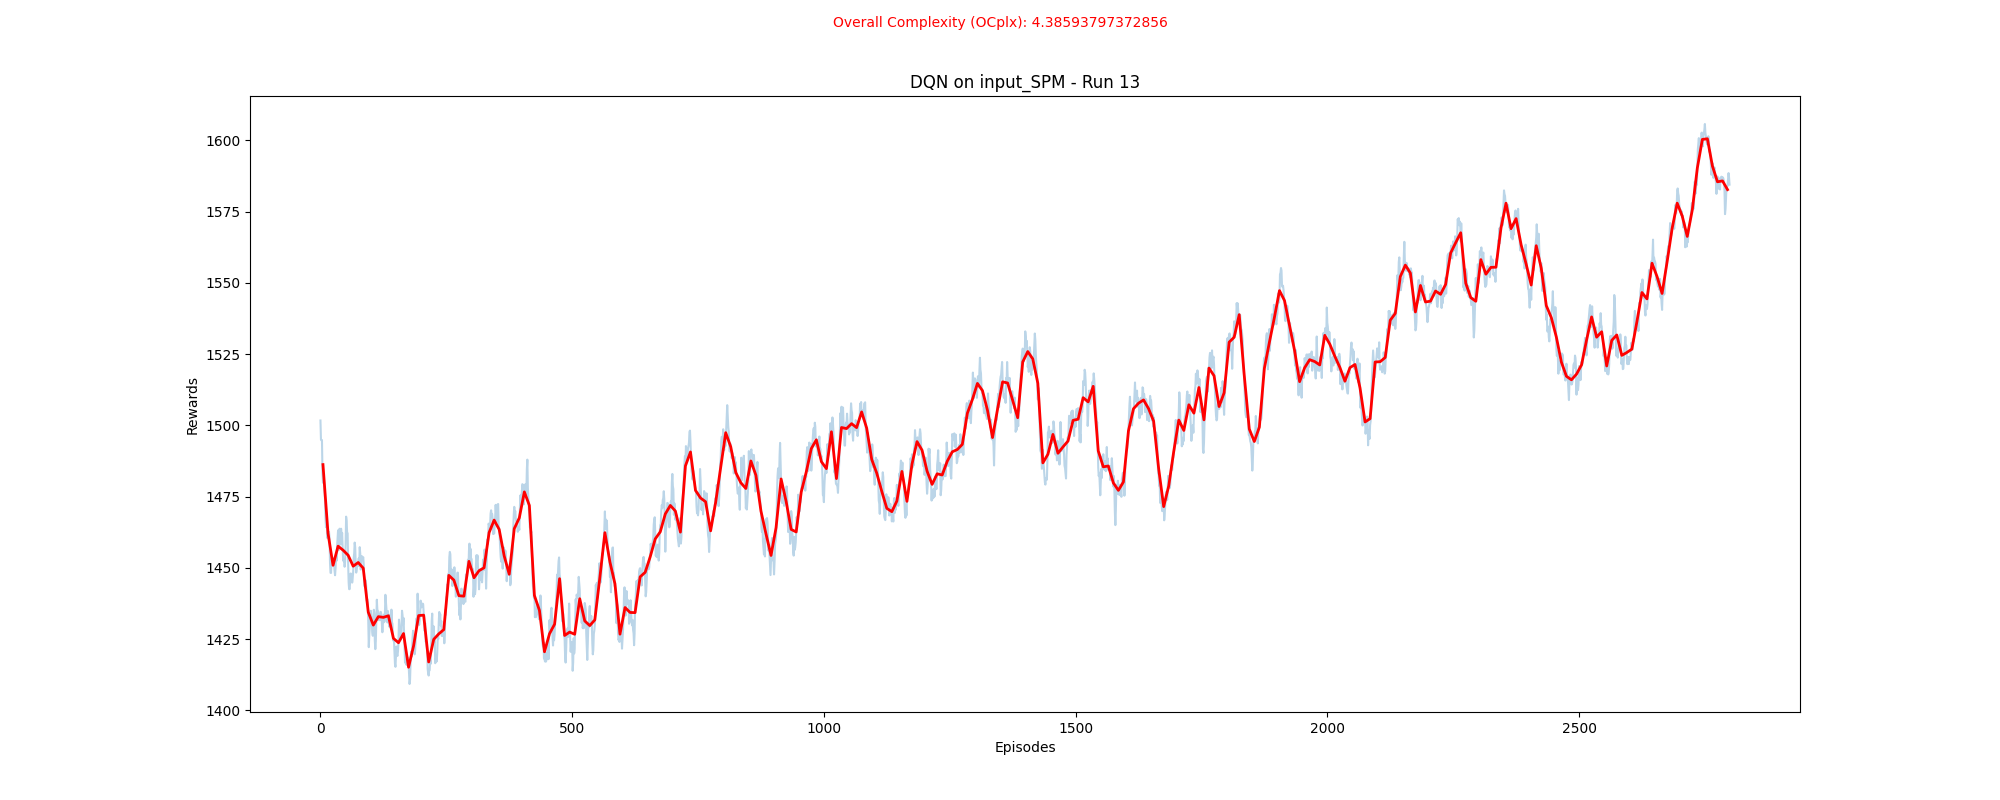 Overall Complexity (OCplx): 4.38593797372856
DQN on input_SPM - Run 13
Rewards
1600
1575
1550
1525
1500
1475
1450
1425
1400
0 500 1000 1500 2000 2500
Episodes